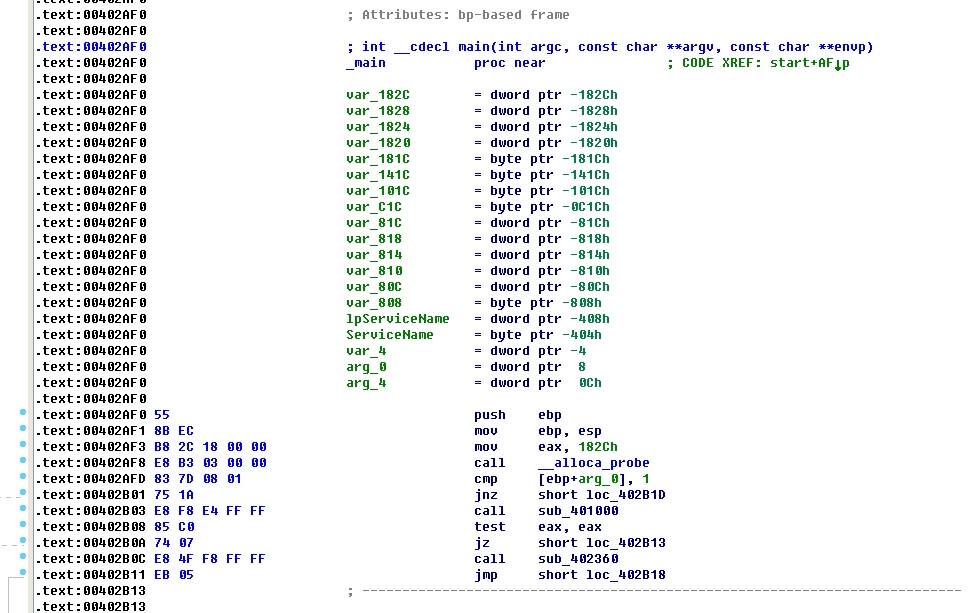 .text:00402AF0
.text:00402AF0 ; Attributes: bp-based frame
.text:00402AF0
.text:00402AF0 ; int __cdecl main(int argc, const char **argv, const char **envp)
.text:00402AF0 _main proc near ; CODE XREF: start+AF↓p
.text:00402AF0
.text:00402AF0 var_182C = dword ptr -182Ch
.text:00402AF0 var_1828 = dword ptr -1828h
.text:00402AF0 var_1824 = dword ptr -1824h
.text:00402AF0 var_1820 = dword ptr -1820h
.text:00402AF0 var_181C = byte ptr -181Ch
.text:00402AF0 var_141C = byte ptr -141Ch
.text:00402AF0 var_101C = byte ptr -101Ch
.text:00402AF0 var_C1C = byte ptr -0C1Ch
.text:00402AF0 var_81C = dword ptr -81Ch
.text:00402AF0 var_818 = dword ptr -818h
.text:00402AF0 var_814 = dword ptr -814h
.text:00402AF0 var_810 = dword ptr -810h
.text:00402AF0 var_80C = dword ptr -80Ch
.text:00402AF0 var_808 = byte ptr -808h
.text:00402AF0 lpServiceName = dword ptr -408h
.text:00402AF0 ServiceName = byte ptr -404h
.text:00402AF0 var_4 = dword ptr -4
.text:00402AF0 arg_0 = dword ptr 8
.text:00402AF0 arg_4 = dword ptr 0Ch
.text:00402AF0
.text:00402AF0 55 push ebp
.text:00402AF1 8B EC mov ebp, esp
.text:00402AF3 B8 2C 18 00 00 mov eax, 182Ch
.text:00402AF8 E8 B3 03 00 00 call __alloca_probe
.text:00402AFD 83 7D 08 01 cmp [ebp+arg_0], 1
.text:00402B01 75 1A jnz short loc_402B1D
.text:00402B03 E8 F8 E4 FF FF call sub_401000
.text:00402B08 85 C0 test eax, eax
.text:00402B0A 74 07 jz short loc_402B13
.text:00402B0C E8 4F F8 FF FF call sub_402360
.text:00402B11 EB 05 jmp short loc_402B18
.text:00402B13 ; ---------------------------------------------------------------------------
.text:00402B13